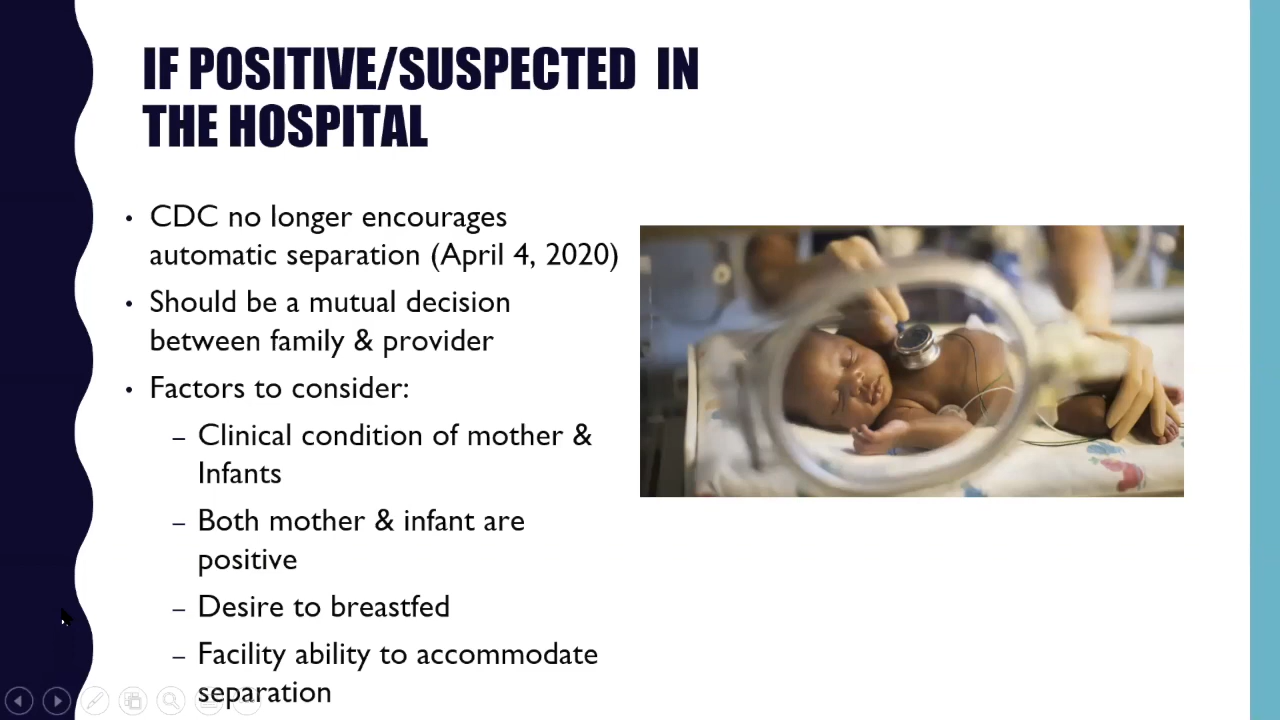 IF POSITIVE/SUSPECTED IN
THE HOSPITAL
• CDC no longer encourages
automatic separation (April 4, 2020)
• Should be a mutual decision
between family & provider
• Factors to consider:
– Clinical condition of mother &
Infants
– Both mother & infant are
positive
– Desire to breastfed
– Facility ability to accommodate
separation